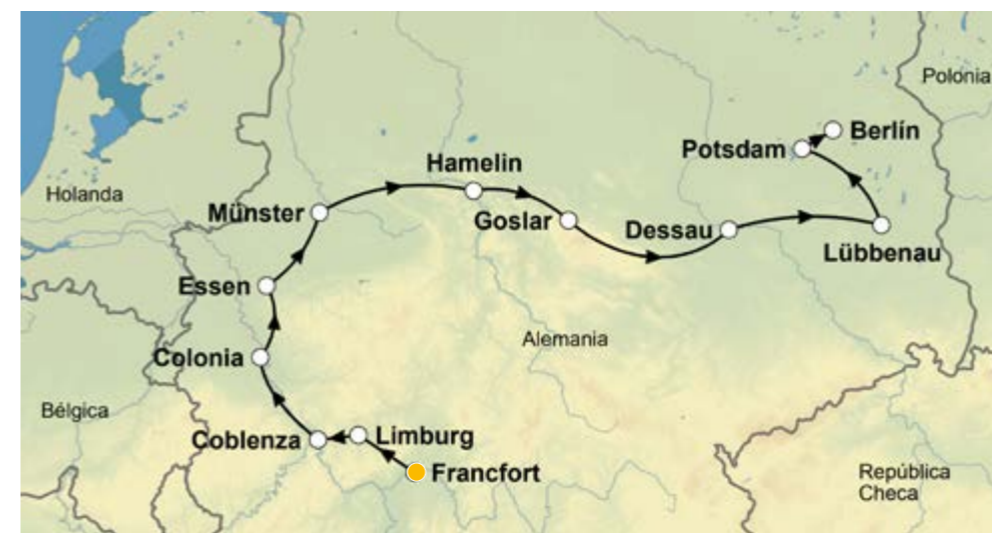 Polonia
Berlín
Potsdam
Hamelin
Holanda
Münster
Goslar
Dessau
Lübbenau
Essen
Alemania
Colonia
Bélgica
Coblenza
Limburg
Francfort
República
Checa